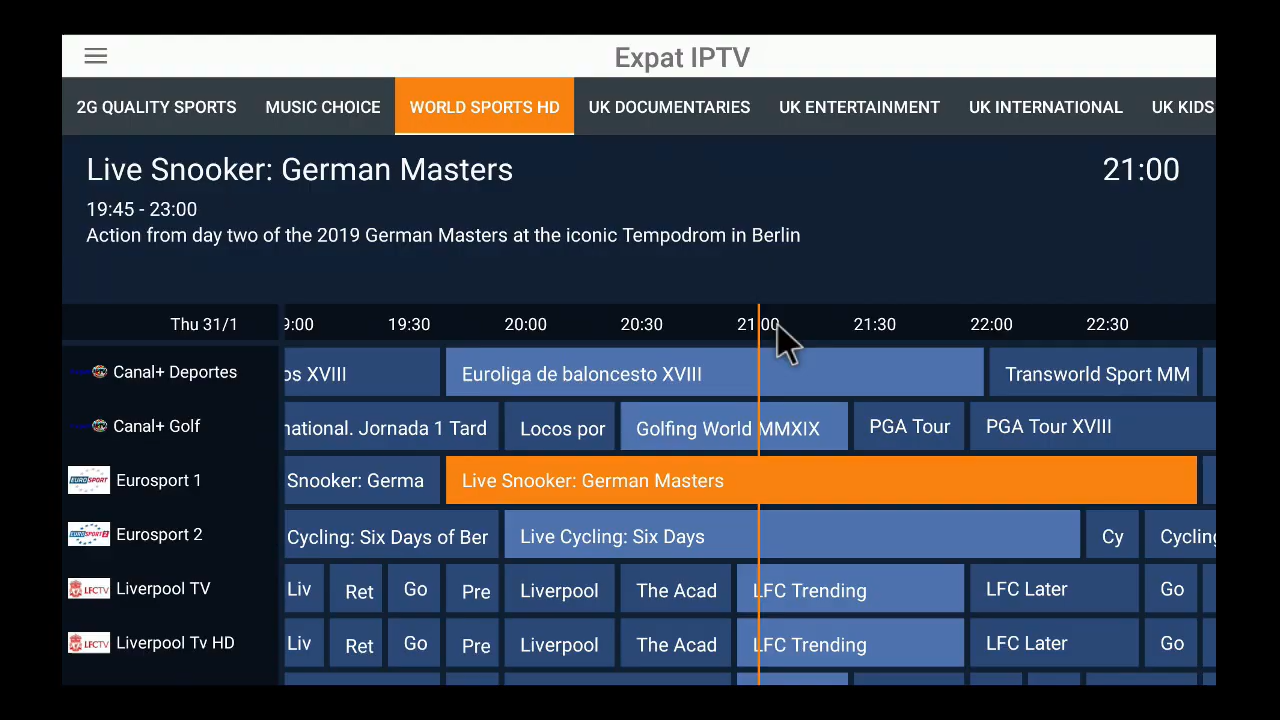 Expat IPTV
2G QUALITY SPORTS MUSIC CHOICE WORLD SPORTS HD UK DOCUMENTARIES UK ENTERTAINMENT UK INTERNATIONAL UK KIDS
Live Snooker: German Masters 21:00
19:45 - 23:00
Action from day two of the 2019 German Masters at the iconic Tempodrom in Berlin
Thu 31/1 9:00 19:30 20:00 20:30 21:00 21:30 22:00 22:30
Canal+ Deportes os XVIII Euroliga de baloncesto XVIII Transworld Sport MM
Canal+ Golf national. Jornada 1 Tard Locos por Golfing World MMXIX PGA Tour PGA Tour XVIII
EUROSPORT Eurosport 1 Snooker: Germa Live Snooker: German Masters
EUROSPORT 2 Eurosport 2 Cycling: Six Days of Ber Live Cycling: Six Days Cy Cycling
LFCTV Liverpool TV Liv Ret Go Pre Liverpool The Acad LFC Trending LFC Later Go
LFCTV Liverpool Tv HD Liv Ret Go Pre Liverpool The Acad LFC Trending LFC Later Go